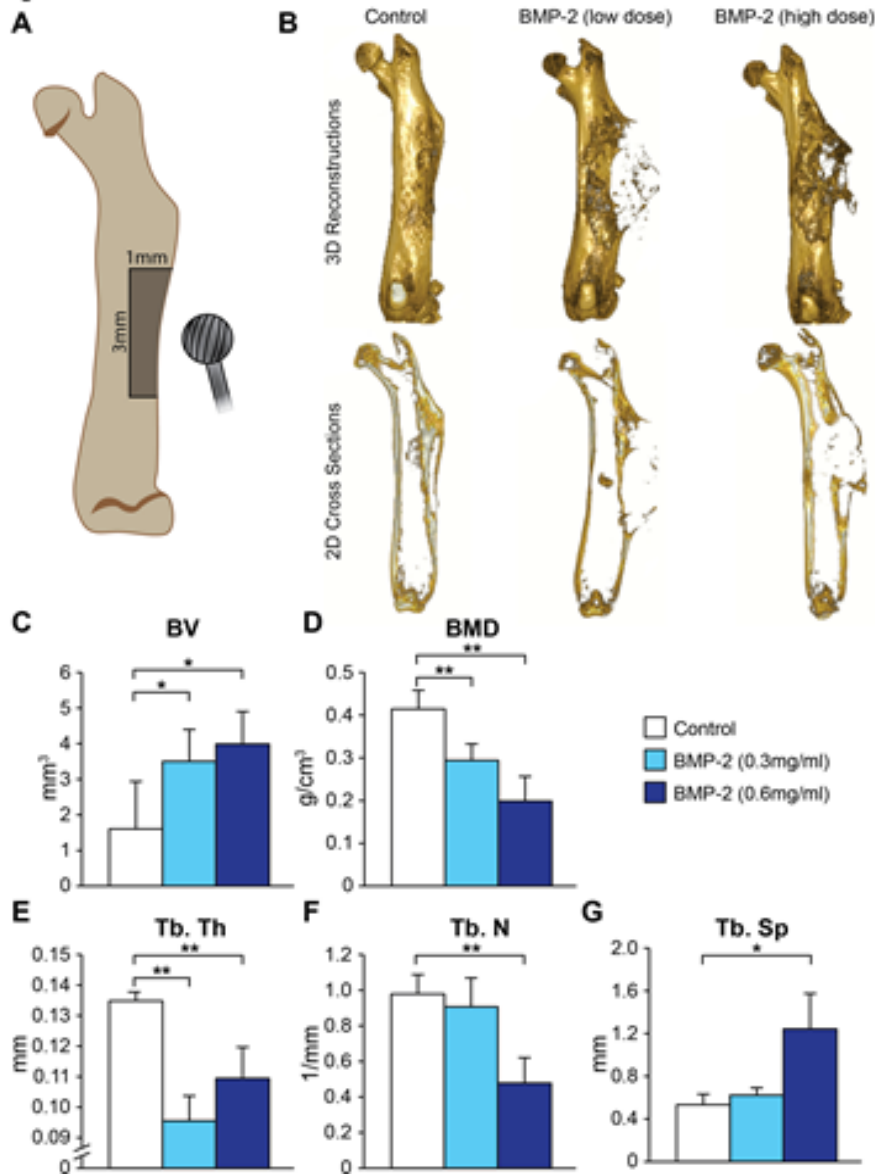 A
1mm
3mm
B
Control
BMP-2 (low dose)
BMP-2 (high dose)
3D Reconstructions
2D Cross Sections
C
BV
mm³
6
5
4
3
2
1
0
*
*
D
BMD
g/cm³
0.5
0.4
0.3
0.2
0.1
0
**
**
Control
BMP-2 (0.3mg/ml)
BMP-2 (0.6mg/ml)
E
Tb. Th
mm
0.15
0.14
0.13
0.12
0.11
0.10
0.09
0
**
**
F
Tb. N
1/mm
1.2
1.0
0.8
0.6
0.4
0.2
0
**
G
Tb. Sp
mm
2.0
1.6
1.2
0.8
0.4
0
*